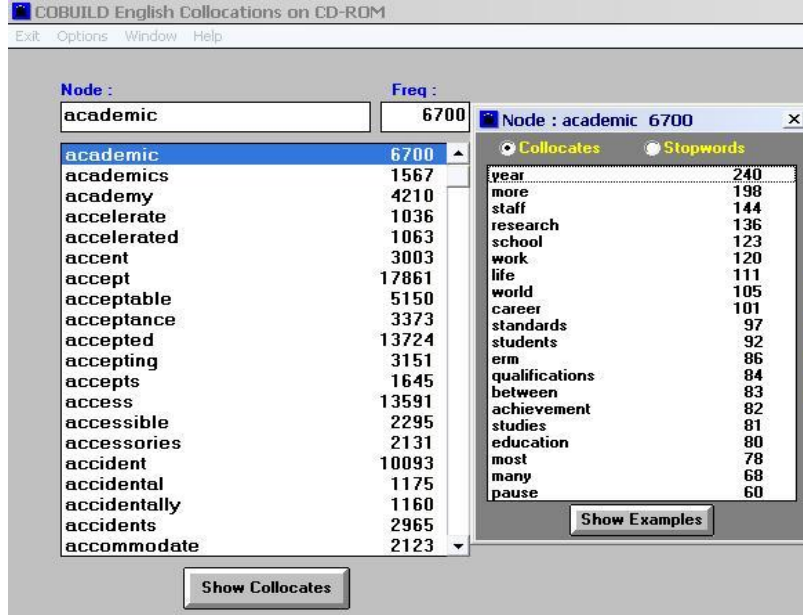 COBUILD English Collocations on CD-ROM
Exit Options Window Help
Node : Freq :
academic 6700
academic 6700
academics 1567
academy 4210
accelerate 1036
accelerated 1063
accent 3003
accept 17861
acceptable 5150
acceptance 3373
accepted 13724
accepting 3151
accepts 1645
access 13591
accessible 2295
accessories 2131
accident 10093
accidental 1175
accidentally 1160
accidents 2965
accommodate 2123
Show Collocates
Node : academic 6700
Collocates Stopwords
year 240
more 198
staff 144
research 136
school 123
work 120
life 111
world 105
career 101
standards 97
students 92
erm 86
qualifications 84
between 83
achievement 82
studies 81
education 80
most 78
many 68
pause 60
Show Examples